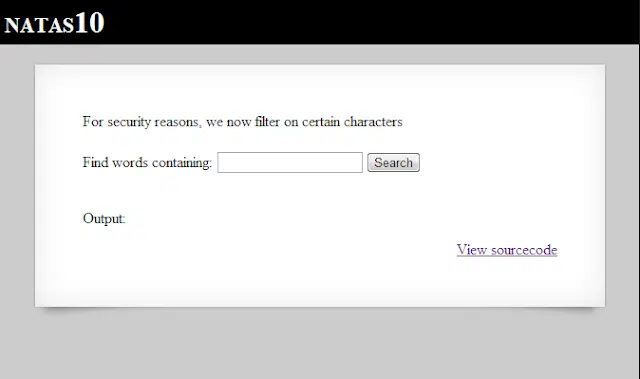 NATAS10
For security reasons, we now filter on certain characters
Find words containing: Search
Output:
View sourcecode